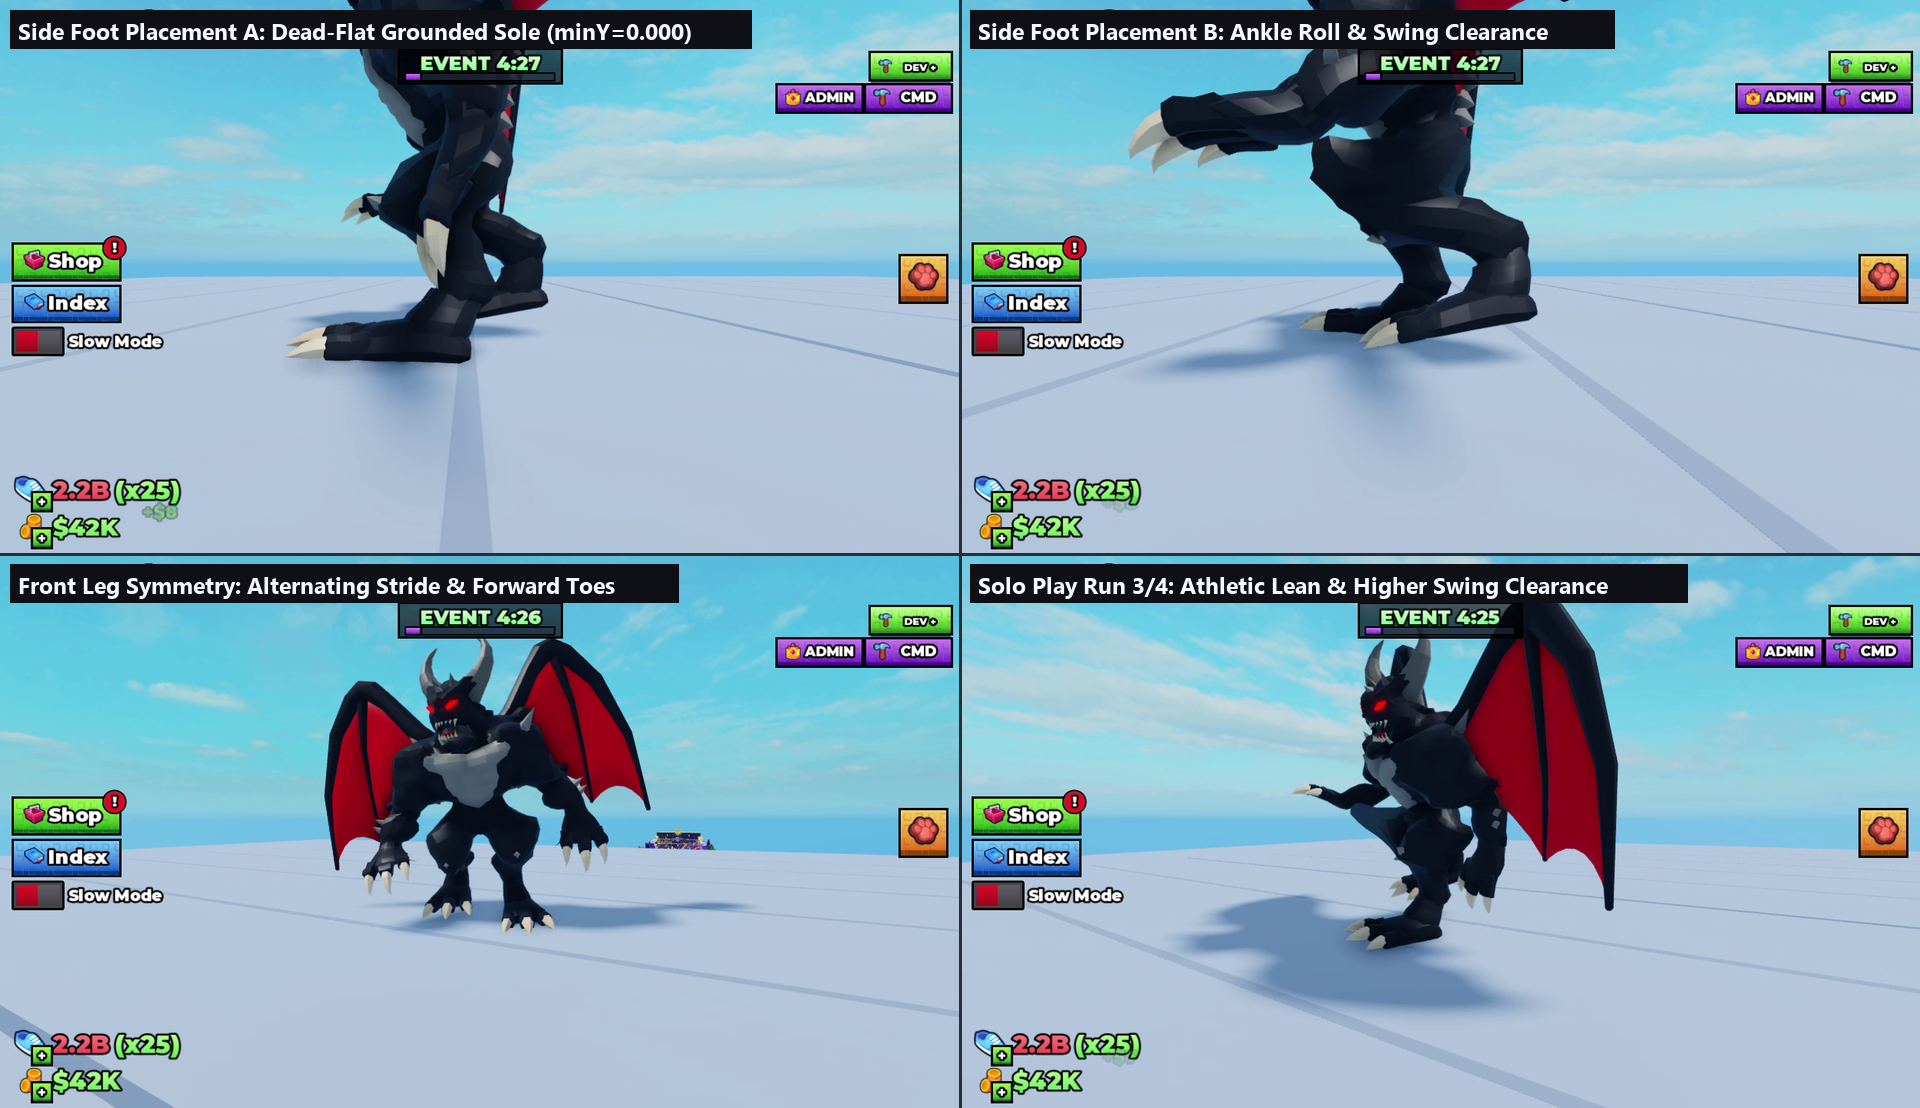 Side Foot Placement A: Dead-Flat Grounded Sole (minY=0.000)
EVENT 4:27
DEV+
ADMIN
CMD
Shop
!
Index
Slow Mode
2.2B (x25)
+$8
$42K
Side Foot Placement B: Ankle Roll & Swing Clearance
EVENT 4:27
DEV+
ADMIN
CMD
Shop
!
Index
Slow Mode
2.2B (x25)
$42K
Front Leg Symmetry: Alternating Stride & Forward Toes
EVENT 4:26
DEV+
ADMIN
CMD
Shop
!
Index
Slow Mode
2.2B (x25)
$42K
Solo Play Run 3/4: Athletic Lean & Higher Swing Clearance
EVENT 4:25
DEV+
ADMIN
CMD
Shop
!
Index
Slow Mode
2.2B (x25)
$42K